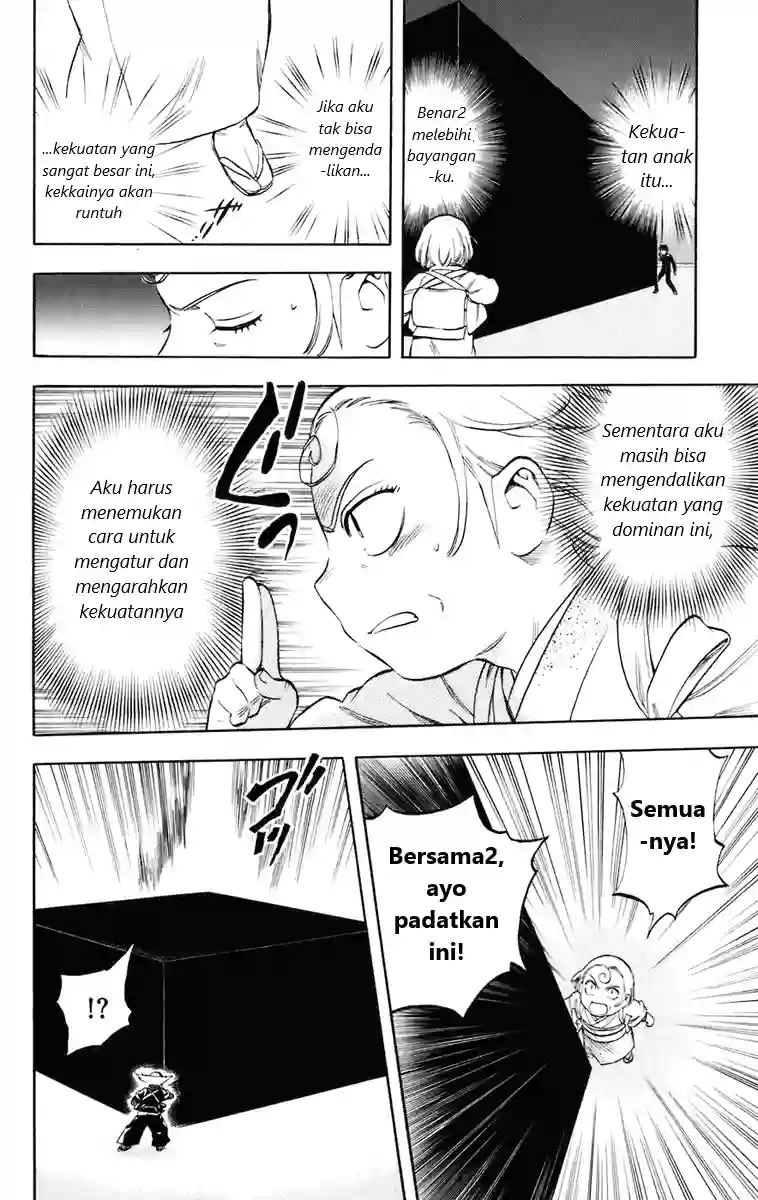 Kekua-
tan anak
itu...
Benar2
melebihi
bayangan
-ku.
Jika aku
tak bisa
mengenda
-likan...
...kekuatan yang
sangat besar ini,
kekkainya akan
runtuh
Sementara aku
masih bisa
mengendalikan
kekuatan yang
dominan ini,
Aku harus
menemukan
cara untuk
mengatur dan
mengarahkan
kekuatannya
Semua
-nya!
Bersama2,
ayo
padatkan
ini!
!?